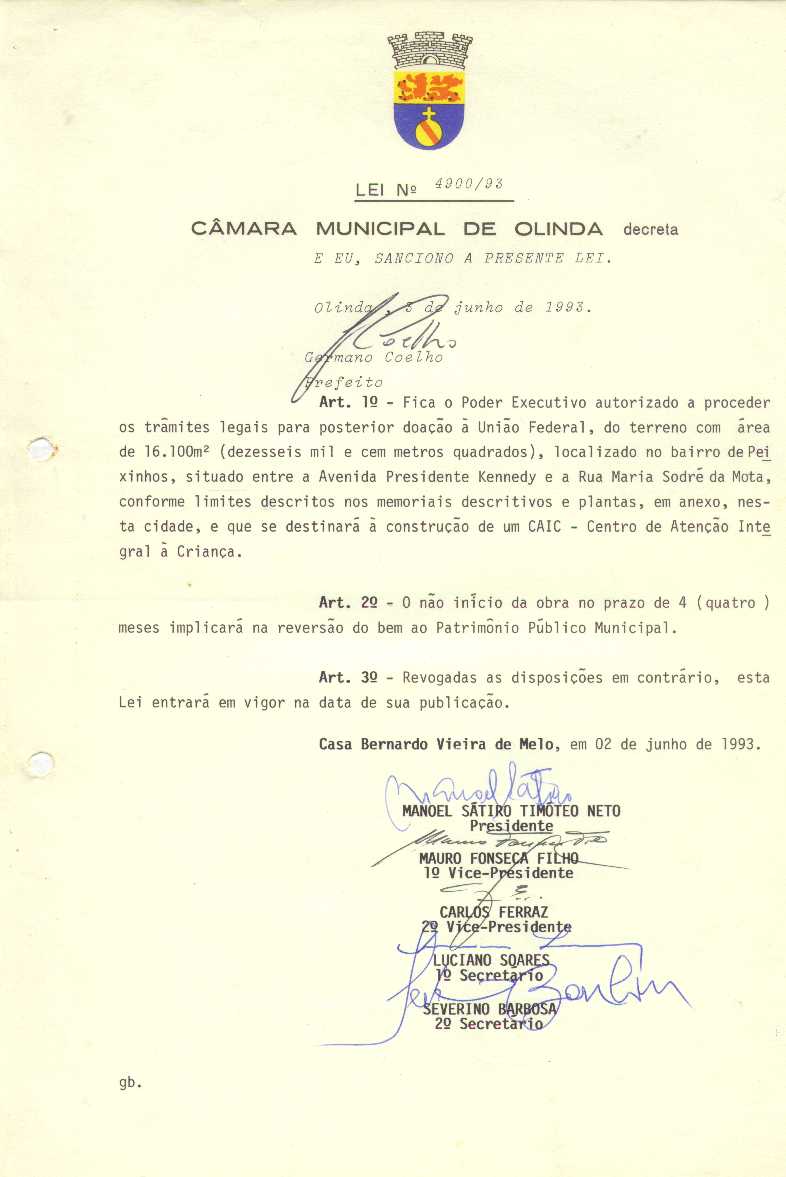 LEI Nº 4900/93
CÂMARA MUNICIPAL DE OLINDA decreta
E EU, SANCIONO A PRESENTE LEI.
Olinda, 3 de junho de 1993.
Coelho
Germano Coelho
Prefeito
Art. 1º - Fica o Poder Executivo autorizado a proceder
os trâmites legais para posterior doação à União Federal, do terreno com área
de 16.100m² (dezesseis mil e cem metros quadrados), localizado no bairro de Pei
xinhos, situado entre a Avenida Presidente Kennedy e a Rua Maria Sodré da Mota,
conforme limites descritos nos memoriais descritivos e plantas, em anexo, nes-
ta cidade, e que se destinará à construção de um CAIC - Centro de Atenção Inte
gral à Criança.
Art. 2º - O não início da obra no prazo de 4 (quatro )
meses implicará na reversão do bem ao Patrimônio Público Municipal.
Art. 3º - Revogadas as disposições em contrário, esta
Lei entrará em vigor na data de sua publicação.
Casa Bernardo Vieira de Melo, em 02 de junho de 1993.
MANOEL SÁTIRO TIMÓTEO NETO
Presidente
MAURO FONSECA FILHO
1º Vice-Presidente
CARLOS FERRAZ
2º Vice-Presidente
LUCIANO SOARES
1º Secretário
SEVERINO BARBOSA
2º Secretário
gb.